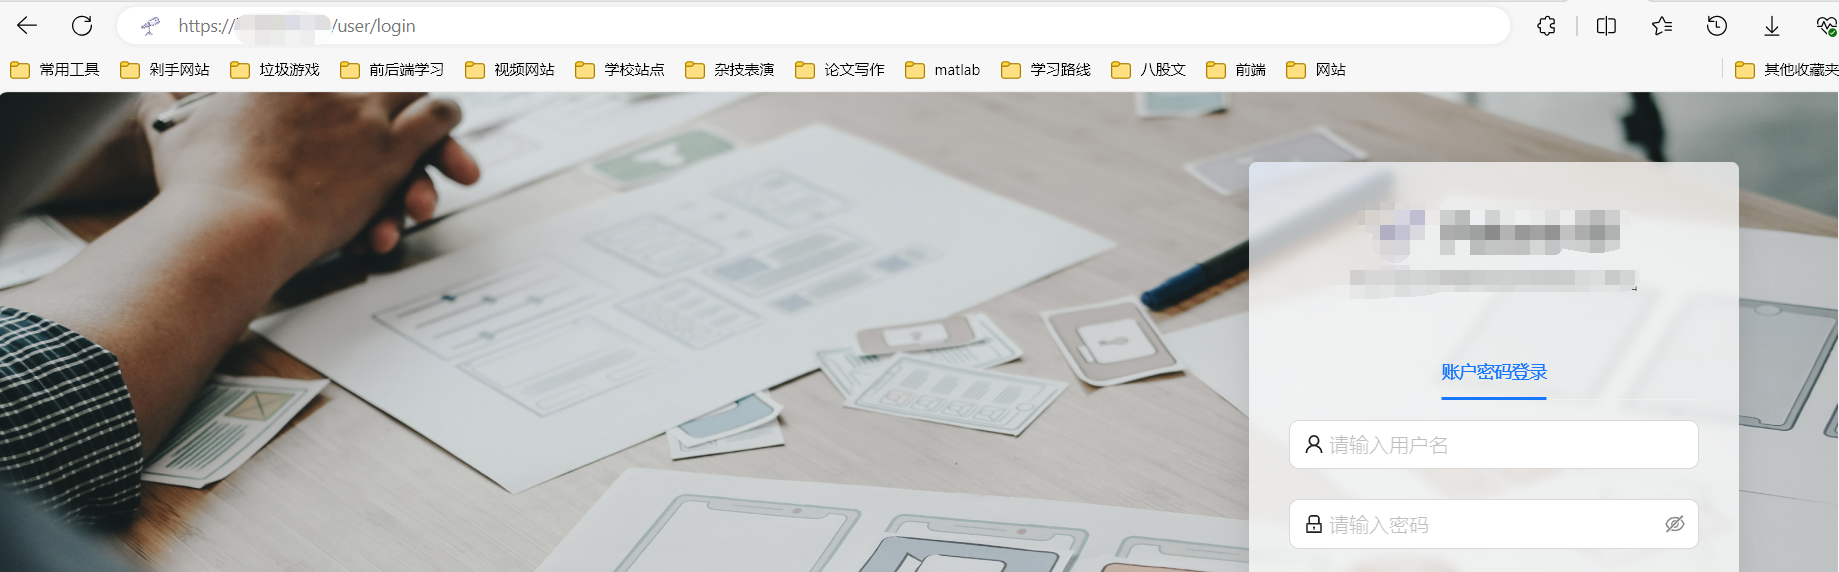 https:// /user/login
常用工具 剁手网站 垃圾游戏 前后端学习 视频网站 学校站点 杂技表演 论文写作 matlab 学习路线 八股文 前端 网站 其他收藏夹
账户密码登录
请输入用户名
请输入密码